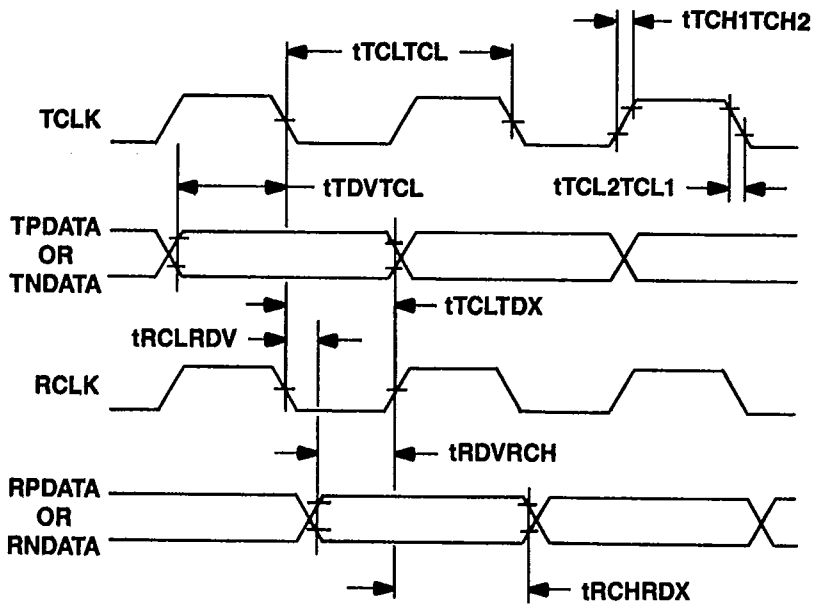 tTCH1TCH2
tTCLTCL
TCLK
tTDVTCL
tTCL2TCL1
TPDATA
OR
TNDATA
tTCLTDX
tRCLRDV
RCLK
tRDVRCH
RPDATA
OR
RNDATA
tRCHRDX